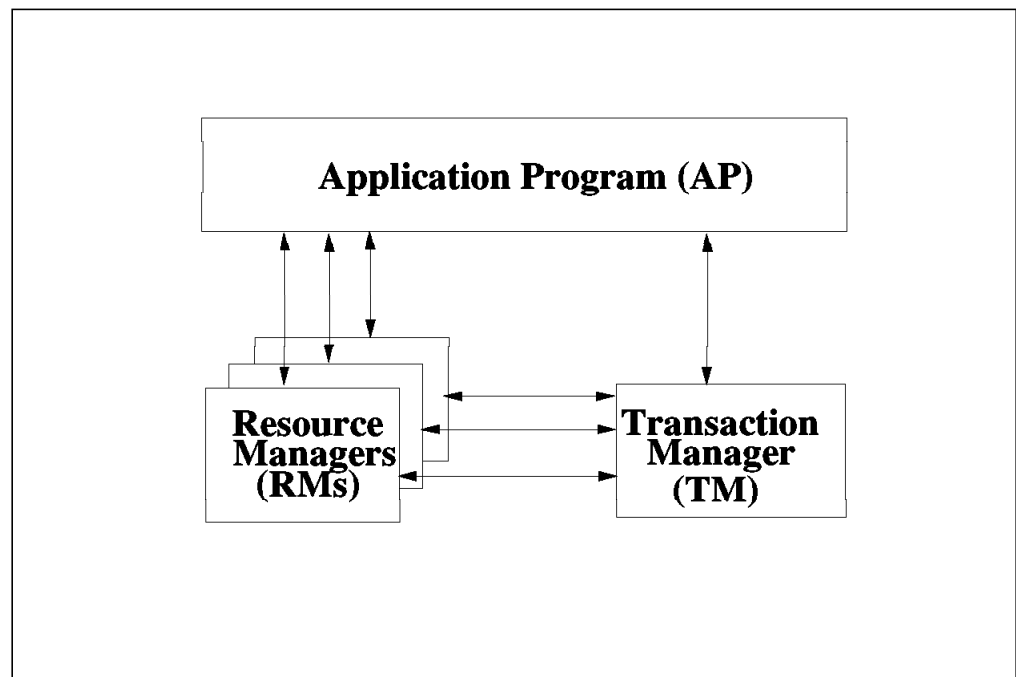 Application Program (AP)
Resource
Managers
(RMs)
Transaction
Manager
(TM)